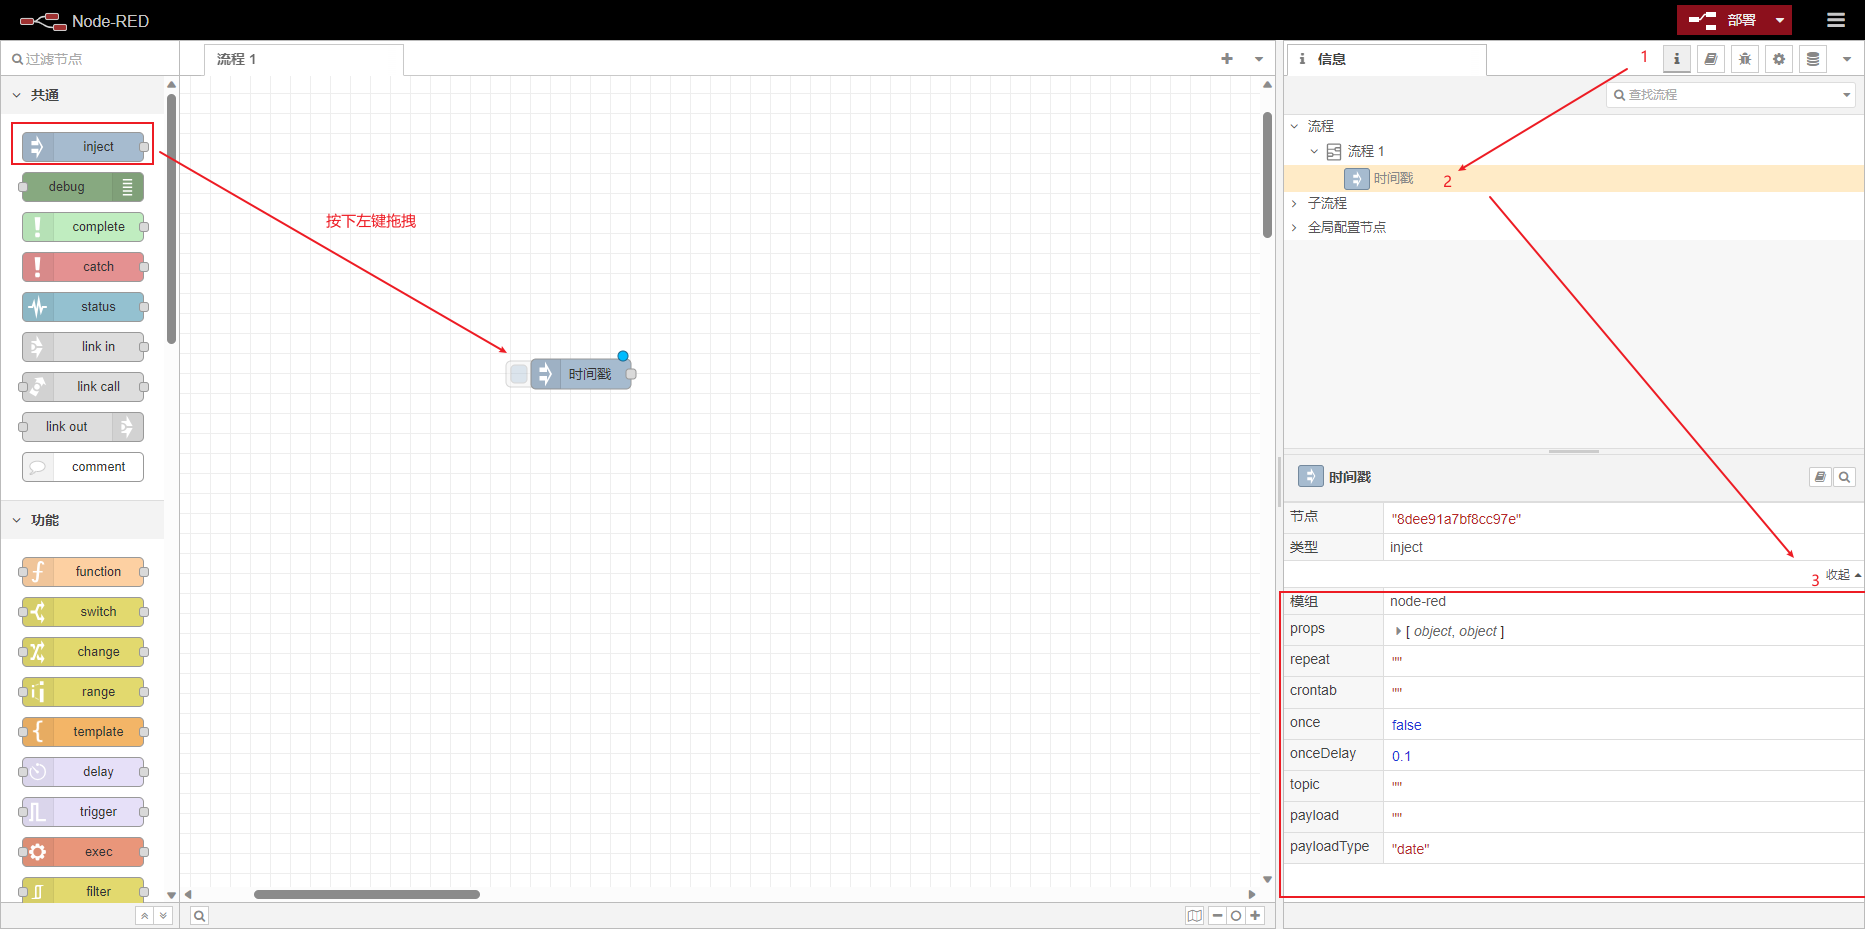 Node-RED
部署
过滤节点
共通
inject
debug
complete
catch
status
link in
link call
link out
comment
功能
function
switch
change
range
template
delay
trigger
exec
filter
流程 1
按下左键拖拽
时间戳
信息
1
查找流程
流程
流程 1
时间戳
2
子流程
全局配置节点
时间戳
节点 "8dee91a7bf8cc97e"
类型 inject
3 收起
模组 node-red
props [ object, object ]
repeat ""
crontab ""
once false
onceDelay 0.1
topic ""
payload ""
payloadType "date"